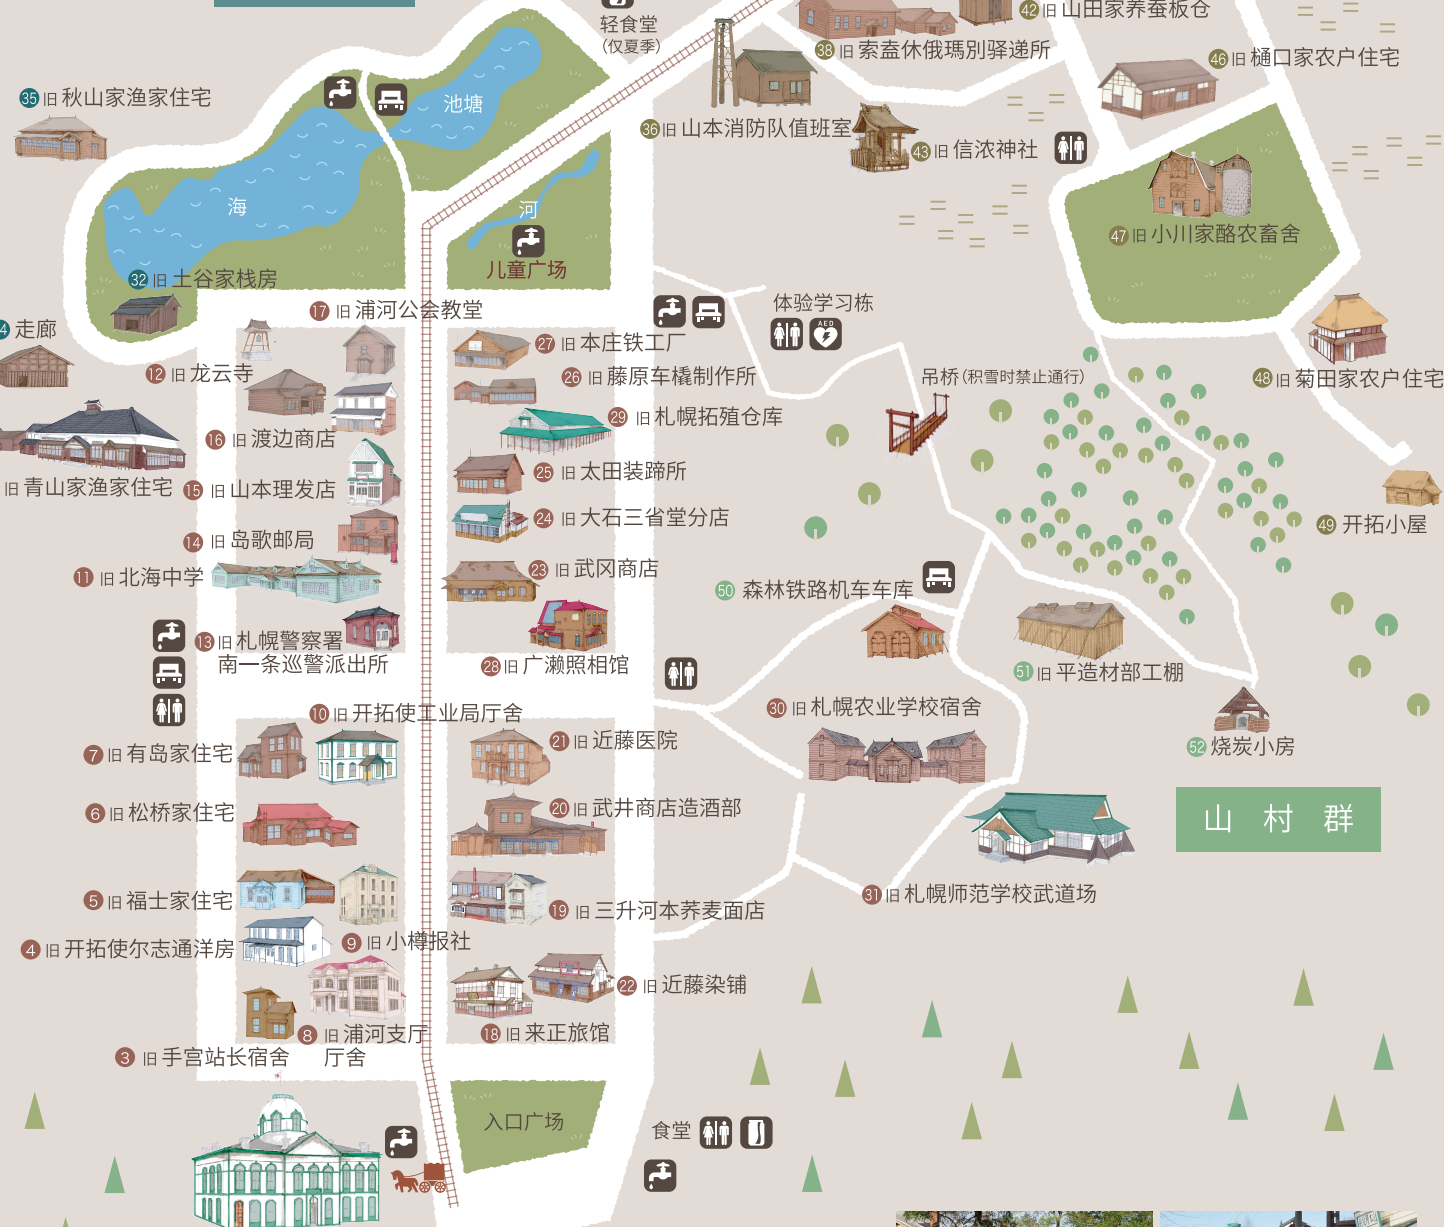 轻食堂
（仅夏季）
42 旧 山田家养蚕板仓
38 旧 索盍休俄瑪別驿递所
46 旧 樋口家农户住宅
35 旧 秋山家渔家住宅
池塘
36 旧 山本消防队值班室
43 旧 信浓神社
海
河
47 旧 小川家酪农畜舍
儿童广场
32 旧 土谷家栈房
17 旧 浦河公会教堂
体验学习栋
AED
4 走廊
27 旧 本庄铁工厂
12 旧 龙云寺
26 旧 藤原车橇制作所
吊桥（积雪时禁止通行）
48 旧 菊田家农户住宅
29 旧 札幌拓殖仓库
16 旧 渡边商店
25 旧 太田装蹄所
旧 青山家渔家住宅
15 旧 山本理发店
24 旧 大石三省堂分店
49 开拓小屋
14 旧 岛歌邮局
23 旧 武冈商店
11 旧 北海中学
50 森林铁路机车车库
13 旧 札幌警察署
南一条巡警派出所
28 旧 广濑照相馆
51 旧 平造材部工棚
10 旧 开拓使工业局厅舍
30 旧 札幌农业学校宿舍
7 旧 有岛家住宅
21 旧 近藤医院
52 烧炭小房
6 旧 松桥家住宅
20 旧 武井商店造酒部
山村群
5 旧 福士家住宅
31 旧 札幌师范学校武道场
19 旧 三升河本荞麦面店
4 旧 开拓使尔志通洋房
9 旧 小樽报社
22 旧 近藤染铺
8 旧 浦河支厅
厅舍
18 旧 来正旅馆
3 旧 手宫站长宿舍
入口广场
食堂